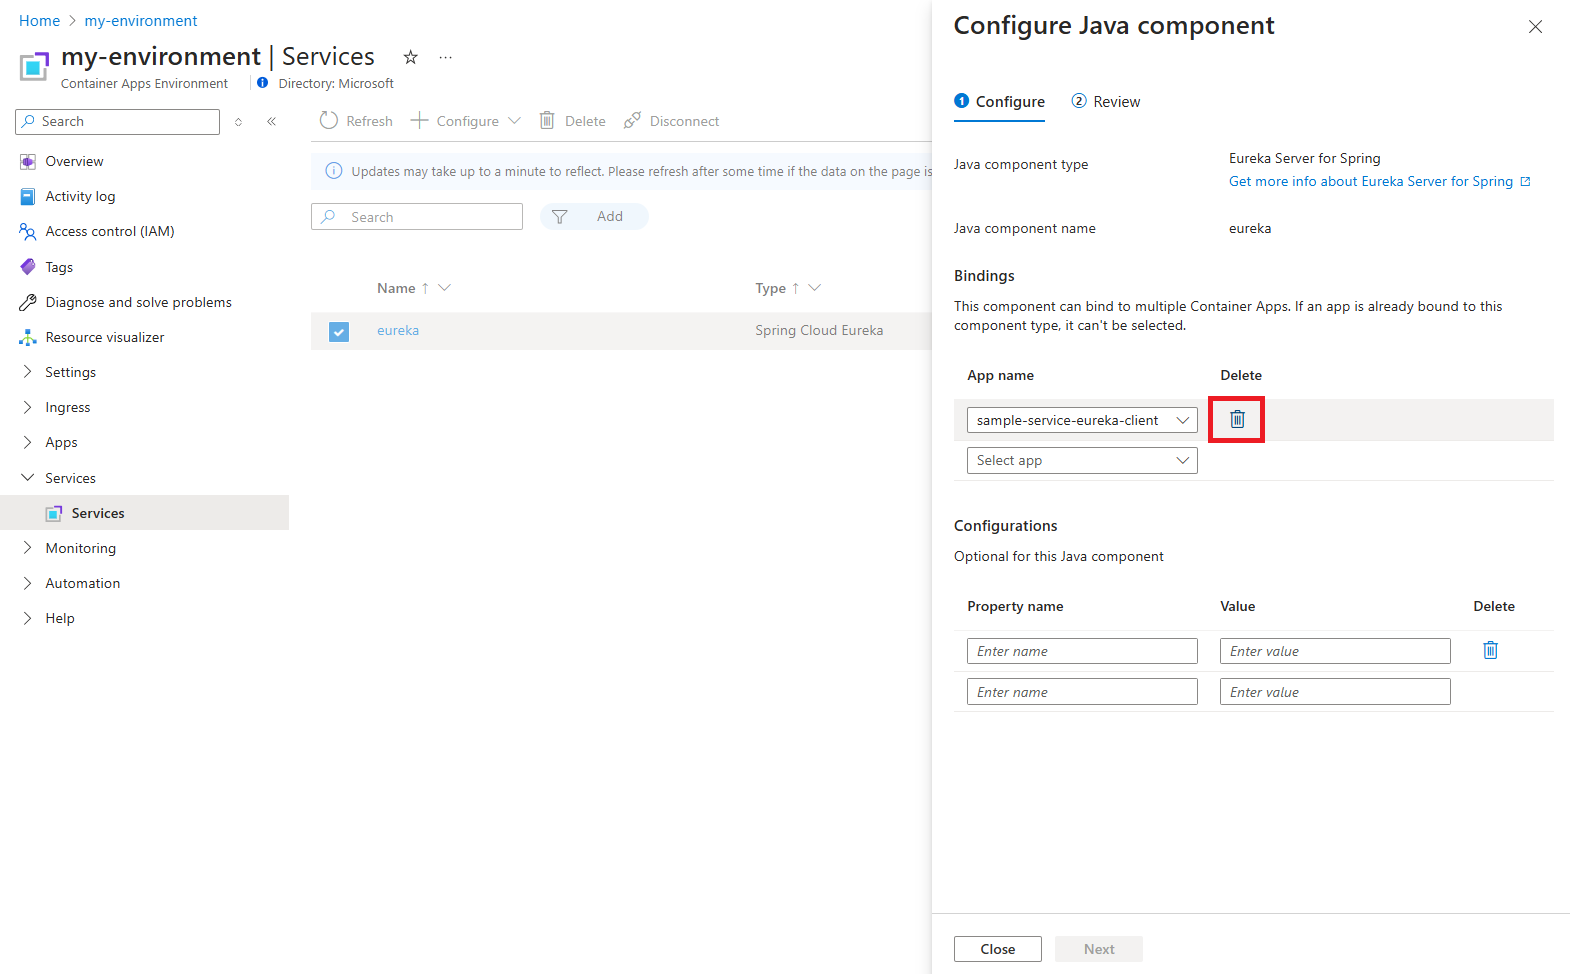 Home > my-environment
my-environment | Services
Container Apps Environment
Directory: Microsoft
Search
Overview
Activity log
Access control (IAM)
Tags
Diagnose and solve problems
Resource visualizer
Settings
Ingress
Apps
Services
Services
Monitoring
Automation
Help
Refresh
Configure
Delete
Disconnect
Updates may take up to a minute to reflect. Please refresh after some time if the data on the page is
Search
Add
Name ↑
Type ↑
eureka
Spring Cloud Eureka
Configure Java component
1 Configure
2 Review
Java component type
Eureka Server for Spring
Get more info about Eureka Server for Spring
Java component name
eureka
Bindings
This component can bind to multiple Container Apps. If an app is already bound to this
component type, it can't be selected.
App name
Delete
sample-service-eureka-client
Select app
Configurations
Optional for this Java component
Property name
Value
Delete
Enter name
Enter value
Enter name
Enter value
Close
Next